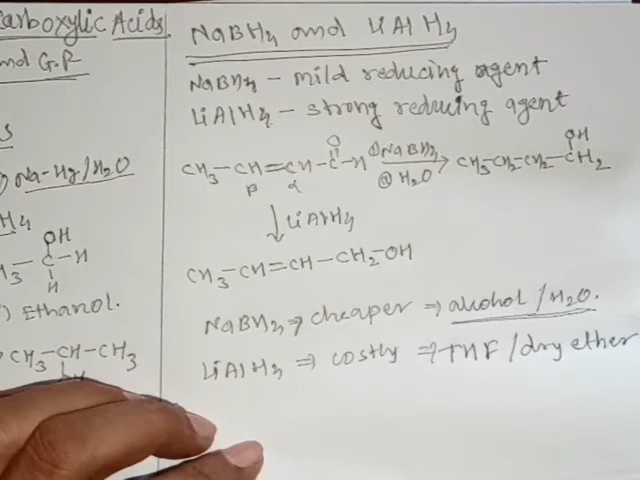 Carboxylic Acids
and G.R
① Na-Hg/H2O
OH
CH3-C-H
H
) Ethanol.
CH3-CH-CH3
NaBH4 and LiAlH4
NaBH4 - mild reducing agent
LiAlH4 - strong reducing agent
O
CH3-CH=CH-C-H ①NaBH4 ②H2O → CH3-CH2-CH2-CH2
OH
β α
↓ LiAlH4
CH3-CH=CH-CH2-OH
NaBH4 ⇒ cheaper ⇒ alcohol/H2O.
LiAlH4 ⇒ costly ⇒ THF/dry ether